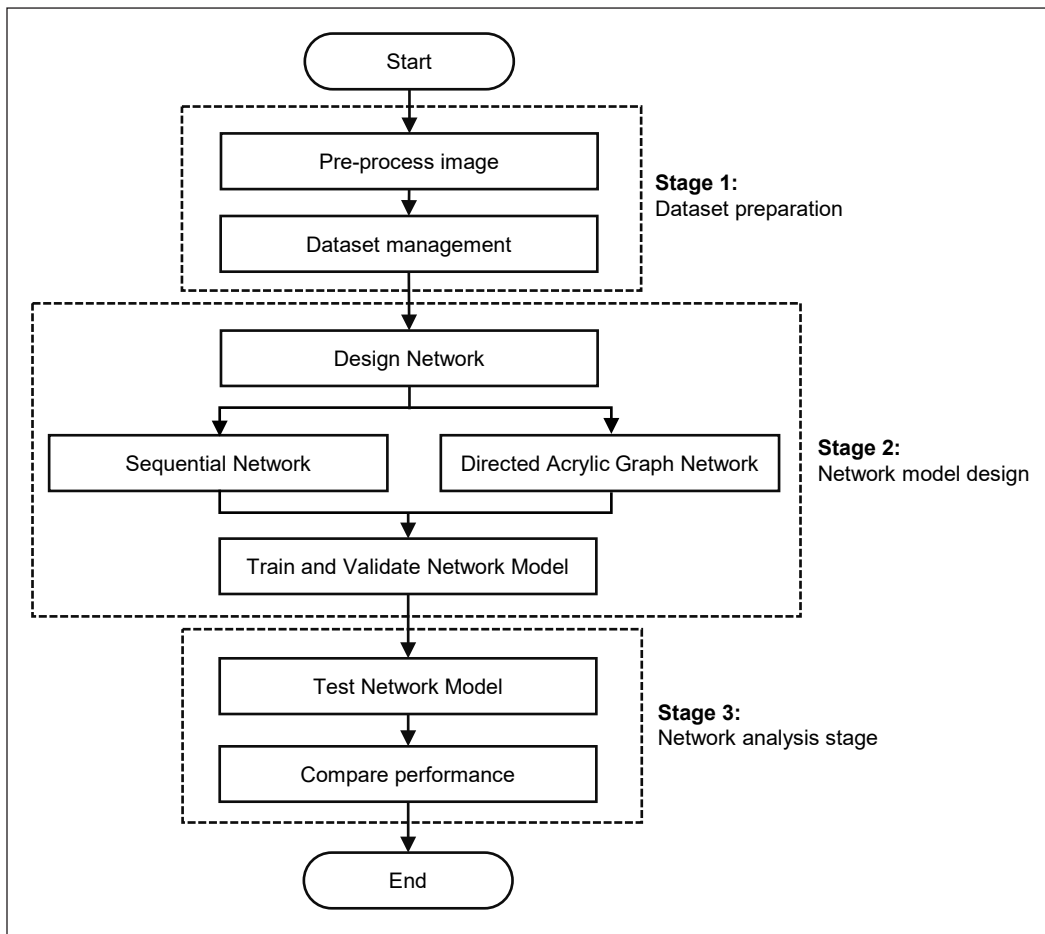 Start
Pre-process image
Stage 1:
Dataset preparation
Dataset management
Design Network
Sequential Network
Directed Acrylic Graph Network
Stage 2:
Network model design
Train and Validate Network Model
Test Network Model
Stage 3:
Network analysis stage
Compare performance
End